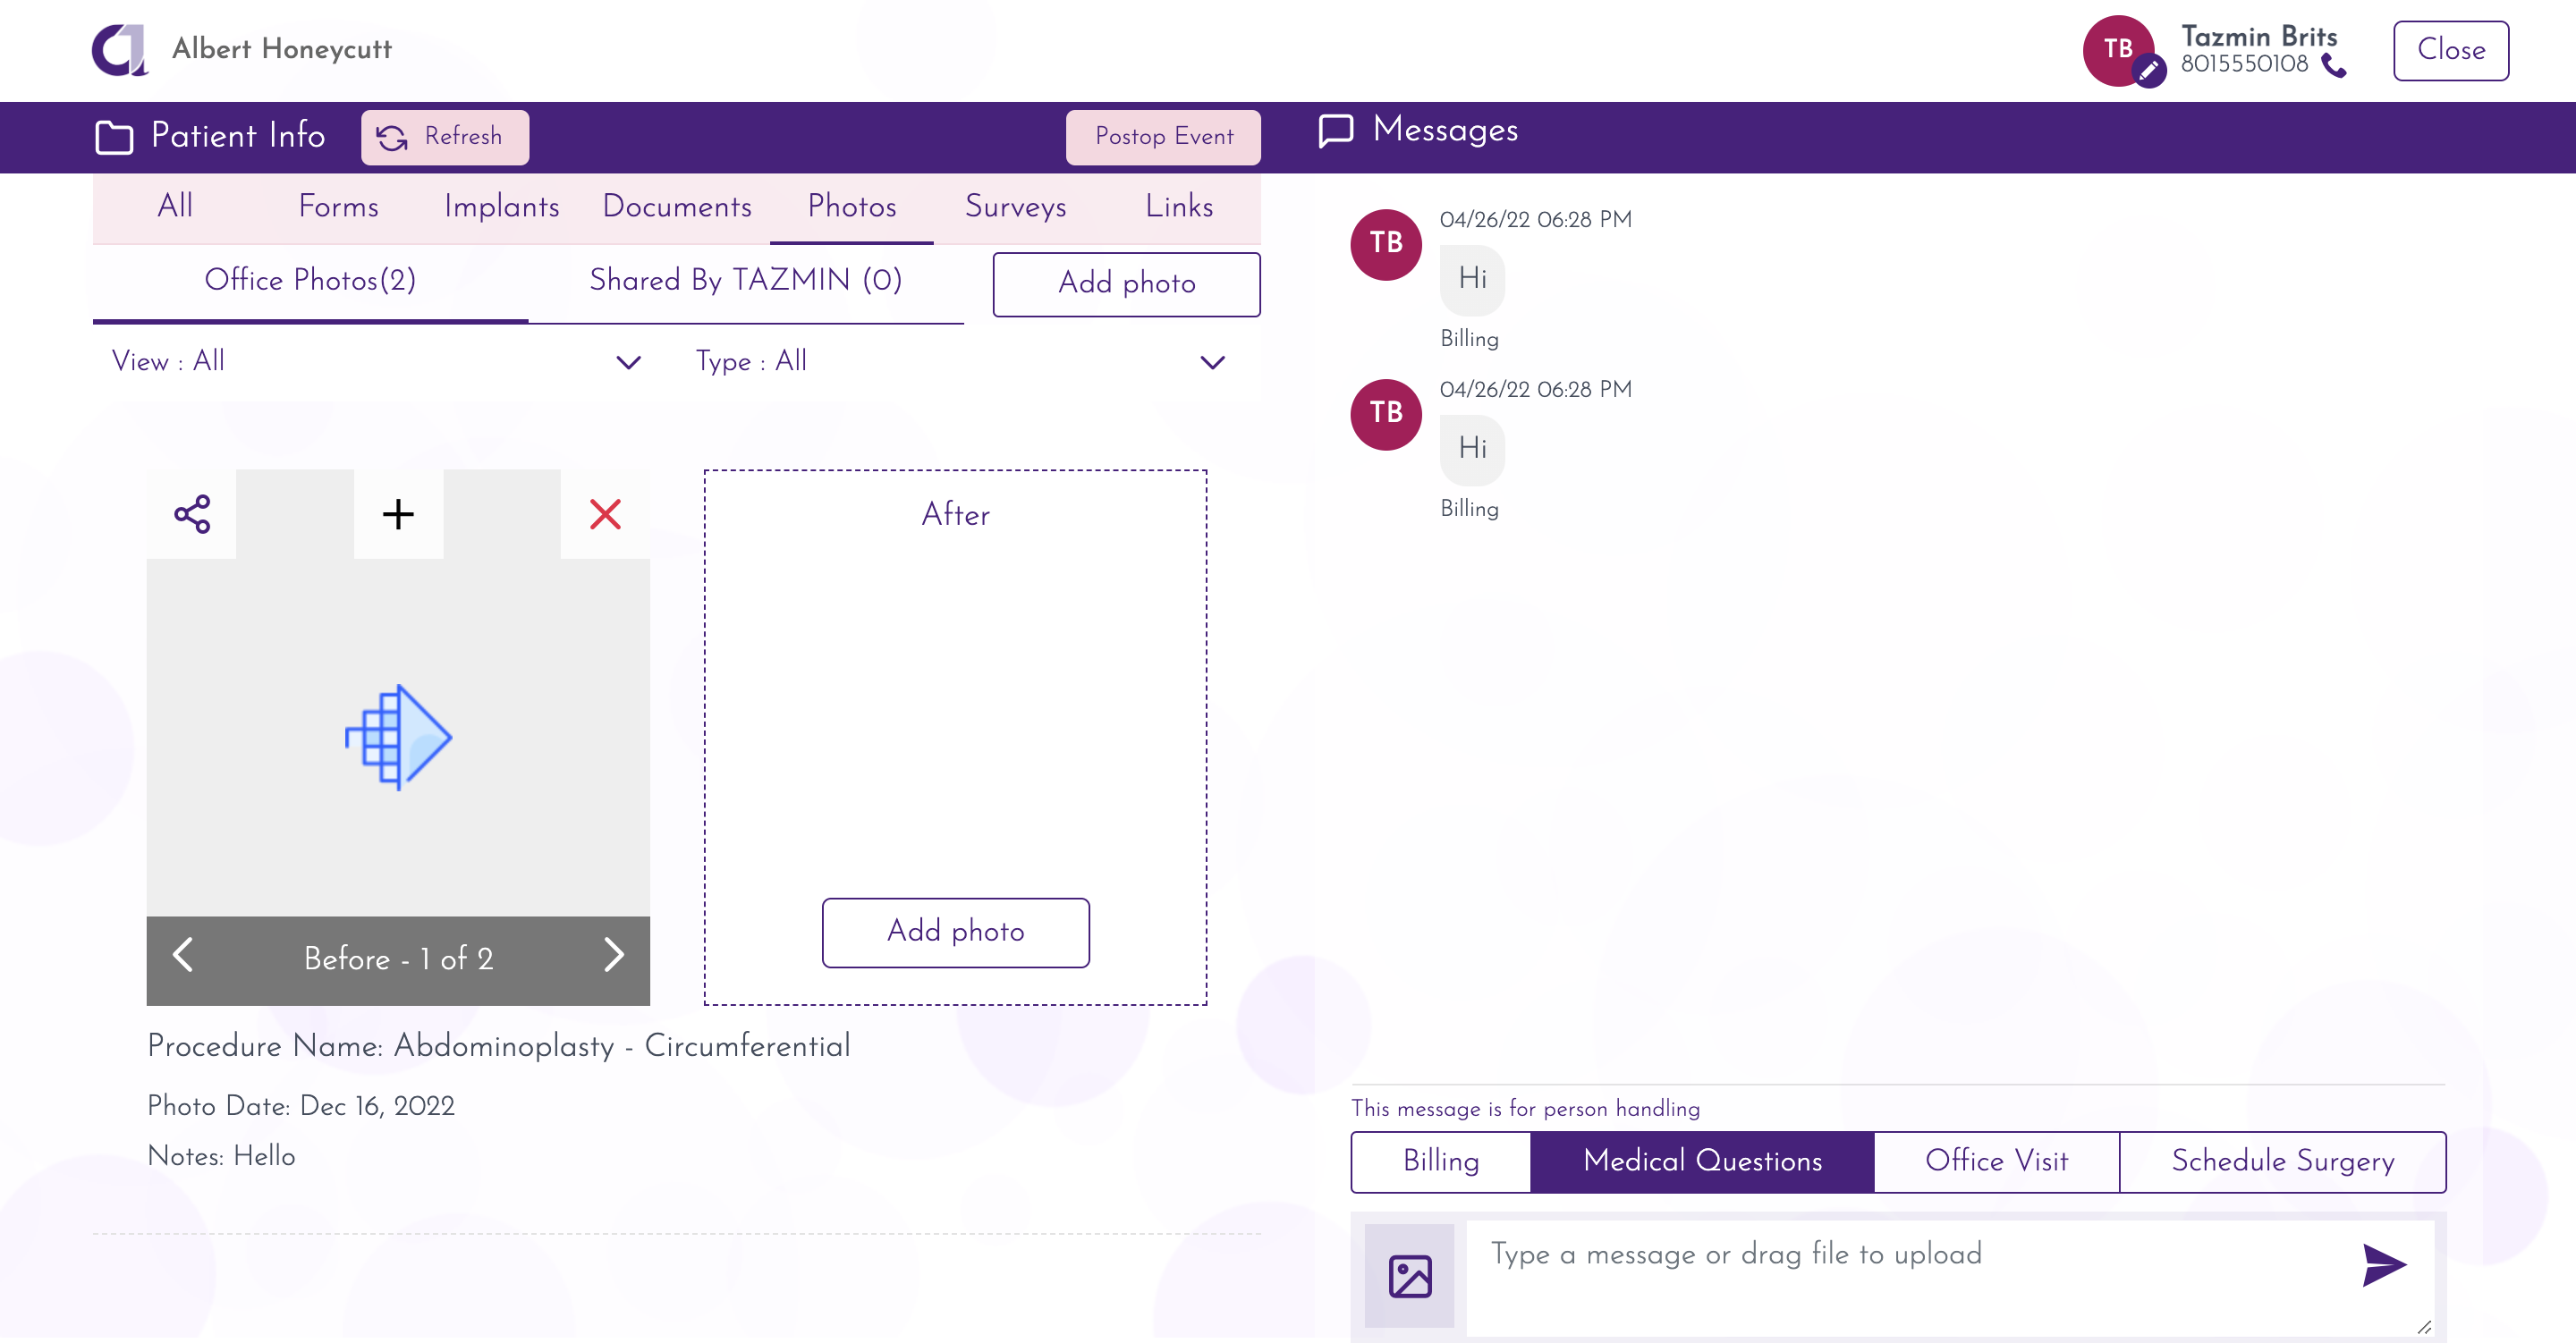 Albert Honeycutt
TB
Tazmin Brits
8015550108
Close
Patient Info
Refresh
Postop Event
Messages
All
Forms
Implants
Documents
Photos
Surveys
Links
Office Photos(2)
Shared By TAZMIN (0)
Add photo
View : All
Type : All
After
Add photo
Before - 1 of 2
Procedure Name: Abdominoplasty - Circumferential
Photo Date: Dec 16, 2022
Notes: Hello
04/26/22 06:28 PM
TB
Hi
Billing
04/26/22 06:28 PM
TB
Hi
Billing
This message is for person handling
Billing
Medical Questions
Office Visit
Schedule Surgery
Type a message or drag file to upload